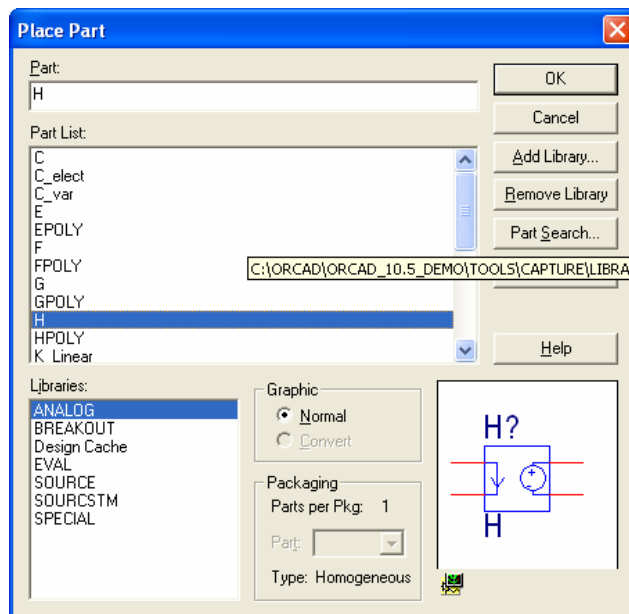 Place Part
Part:
H
OK
Cancel
Part List:
C
C_elect
C_var
E
EPOLY
F
FPOLY
G
GPOLY
H
HPOLY
K_Linear
Add Library...
Remove Library
Part Search...
C:\ORCAD\ORCAD_10.5_DEMO\TOOLS\CAPTURE\LIBRA
Help
Libraries:
ANALOG
BREAKOUT
Design Cache
EVAL
SOURCE
SOURCSTM
SPECIAL
Graphic
Normal
Convert
Packaging
Parts per Pkg: 1
Part:
Type: Homogeneous
H?
H